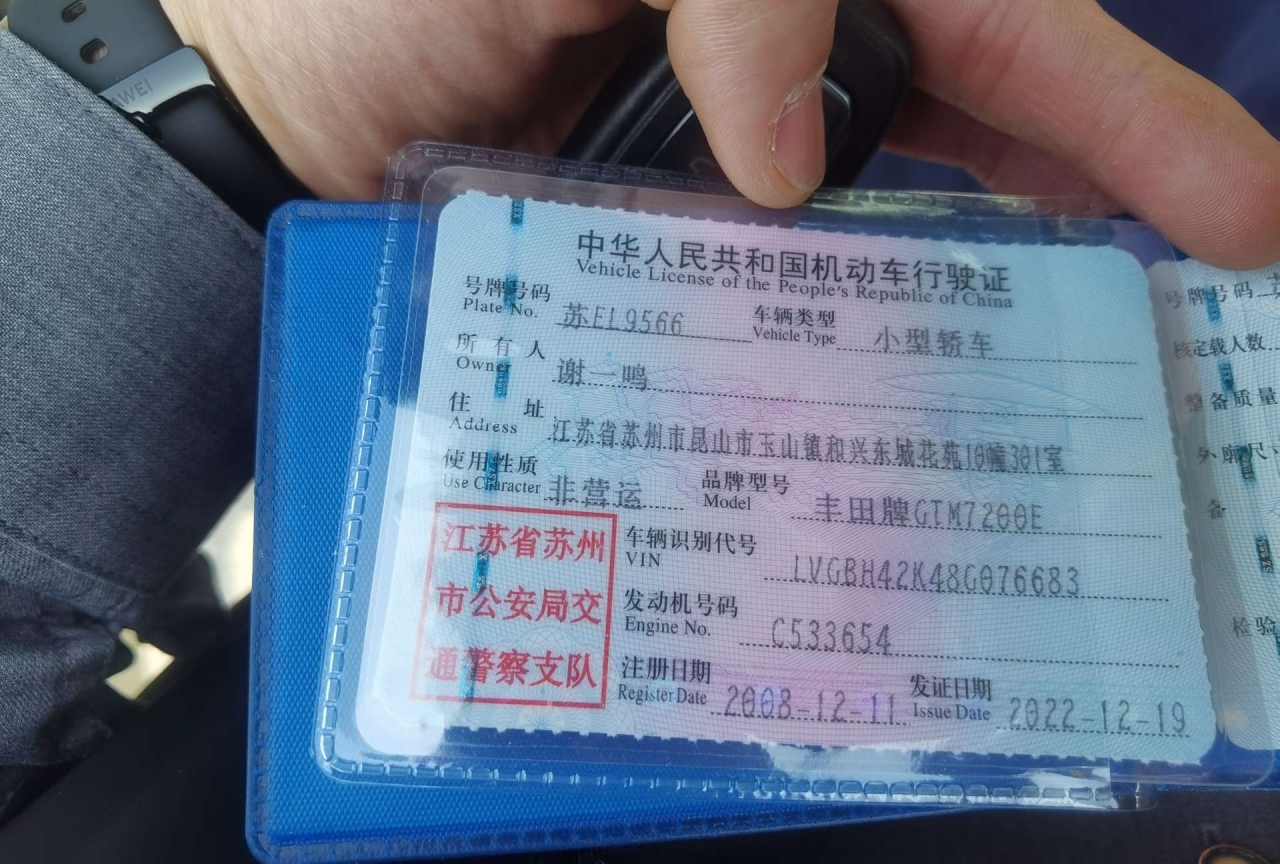 AWEI
中华人民共和国机动车行驶证
Vehicle License of the People's Republic of China
号牌号码 苏EL9566 车辆类型 小型轿车
Plate No. Vehicle Type
所有人 谢一鸣
Owner
住址 江苏省苏州市昆山市玉山镇和兴东城花苑10幢301室
Address
使用性质 非营运 品牌型号 丰田牌GTM7200E
Use Character Model
江苏省苏州
市公安局交
通警察支队
车辆识别代号 LVGBH42K48G076683
VIN
发动机号码 C533654
Engine No.
注册日期 2008-12-11 发证日期 2022-12-19
Register Date Issue Date
号牌号码
核定载人数
整备质量
外廓尺
备
检验